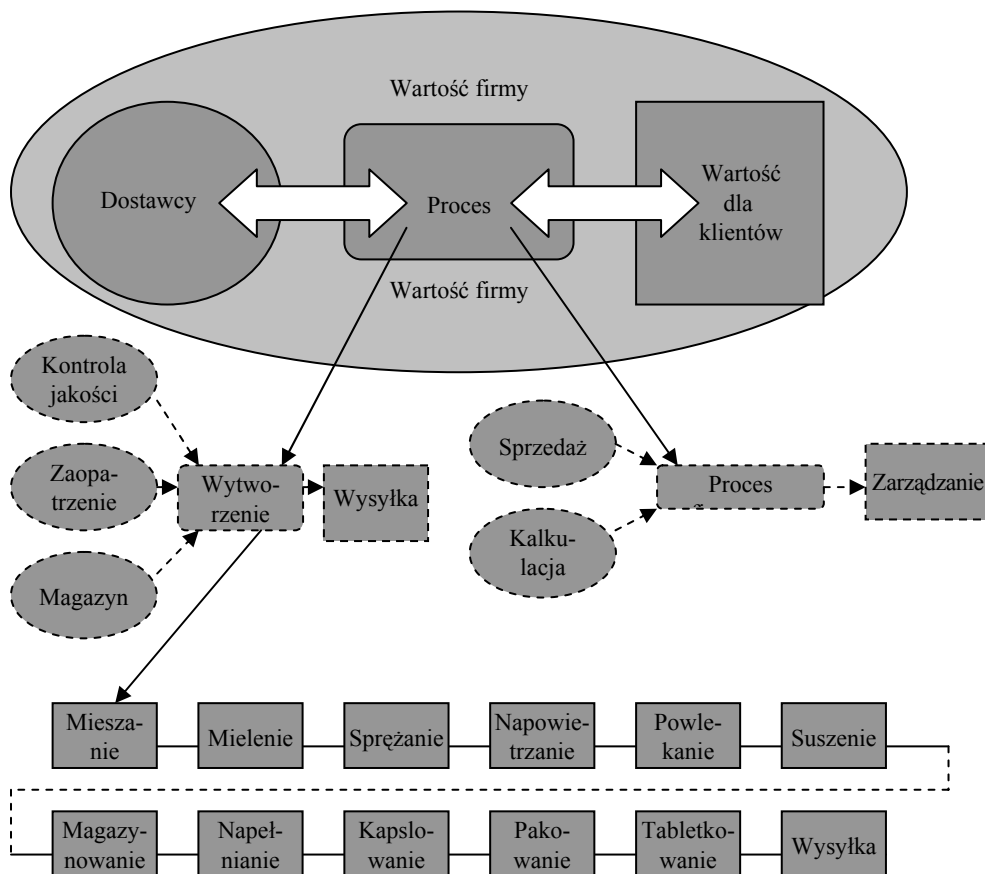 Wartość firmy
Dostawcy
Proces
Wartość
dla
klientów
Wartość firmy
Kontrola
jakości
Zaopa-
trzenie
Magazyn
Wytwo-
rzenie
Wysyłka
Sprzedaż
Kalku-
lacja
Proces
Zarządzanie
Miesza-
nie
Mielenie
Sprężanie
Napowie-
trzanie
Powle-
kanie
Suszenie
Magazy-
nowanie
Napeł-
nianie
Kapslo-
wanie
Pako-
wanie
Tabletko-
wanie
Wysyłka